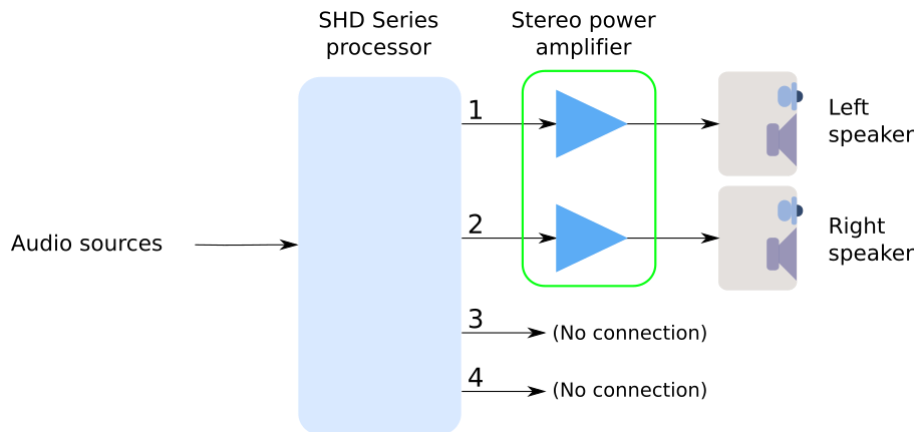 SHD Series
processor
Stereo power
amplifier
1
Left
speaker
2
Right
speaker
Audio sources
3
(No connection)
4
(No connection)